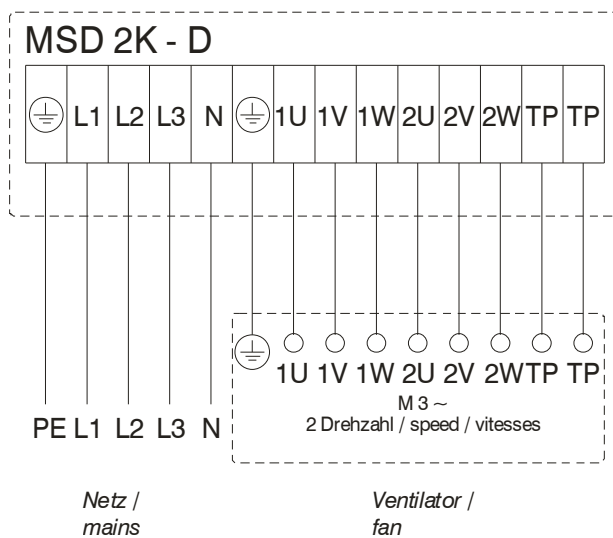 MSD 2K - D
L1 L2 L3 N 1U 1V 1W 2U 2V 2W TP TP
1U 1V 1W 2U 2V 2W TP TP
M 3 ~
2 Drehzahl / speed / vitesses
PE L1 L2 L3 N
Netz /
mains
Ventilator /
fan